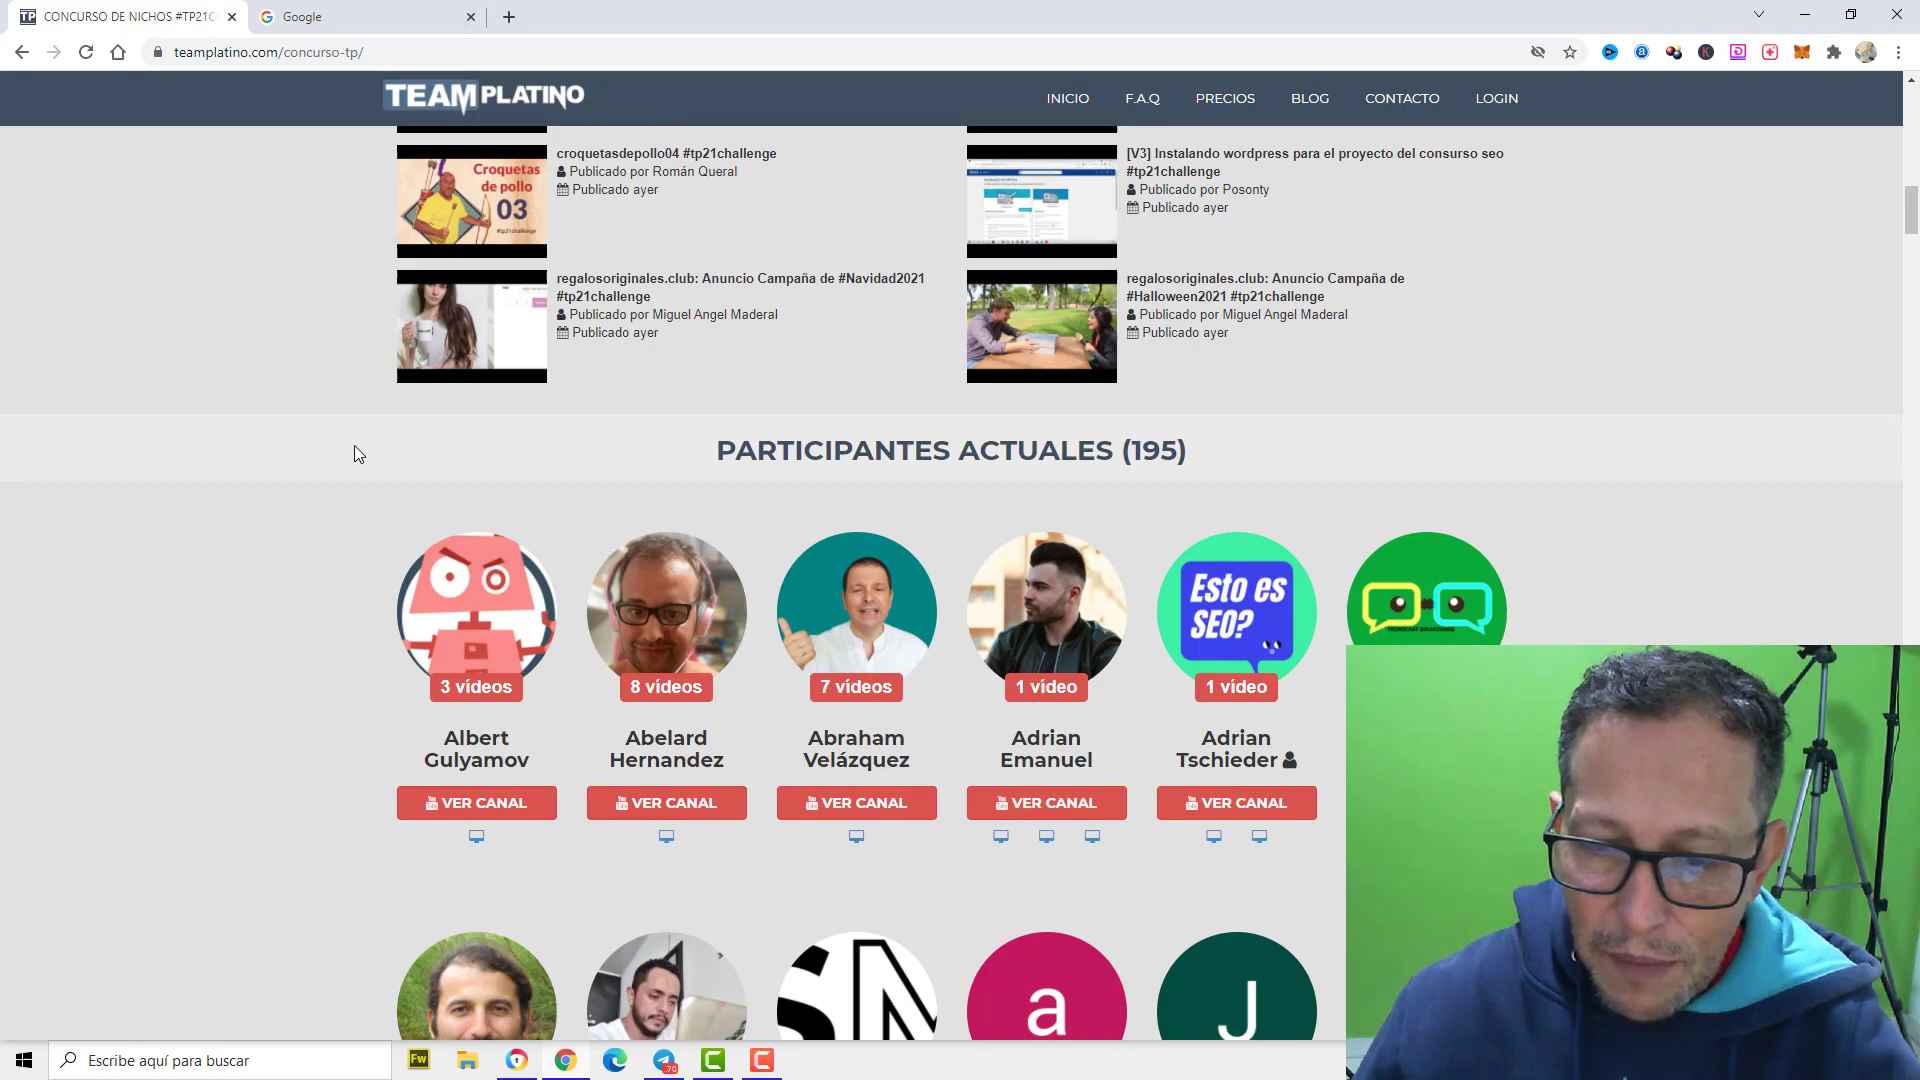 CONCURSO DE NICHOS #TP21C
Google
teamplatino.com/concurso-tp/
TEAM PLATINO
INICIO
F.A.Q
PRECIOS
BLOG
CONTACTO
LOGIN
croquetasdepollo04 #tp21challenge
Publicado por Román Queral
Publicado ayer
Croquetas
de pollo
03
#tp21challenge
[V3] Instalando wordpress para el proyecto del consurso seo
#tp21challenge
Publicado por Posonty
Publicado ayer
regalosoriginales.club: Anuncio Campaña de #Navidad2021
#tp21challenge
Publicado por Miguel Angel Maderal
Publicado ayer
regalosoriginales.club: Anuncio Campaña de
#Halloween2021 #tp21challenge
Publicado por Miguel Angel Maderal
Publicado ayer
PARTICIPANTES ACTUALES (195)
Esto es
SEO?
3 vídeos
8 vídeos
7 vídeos
1 vídeo
1 vídeo
Albert
Gulyamov
Abelard
Hernandez
Abraham
Velázquez
Adrian
Emanuel
Adrian
Tschieder
VER CANAL
VER CANAL
VER CANAL
VER CANAL
VER CANAL
SN
a
J
Escribe aquí para buscar
Fw
70